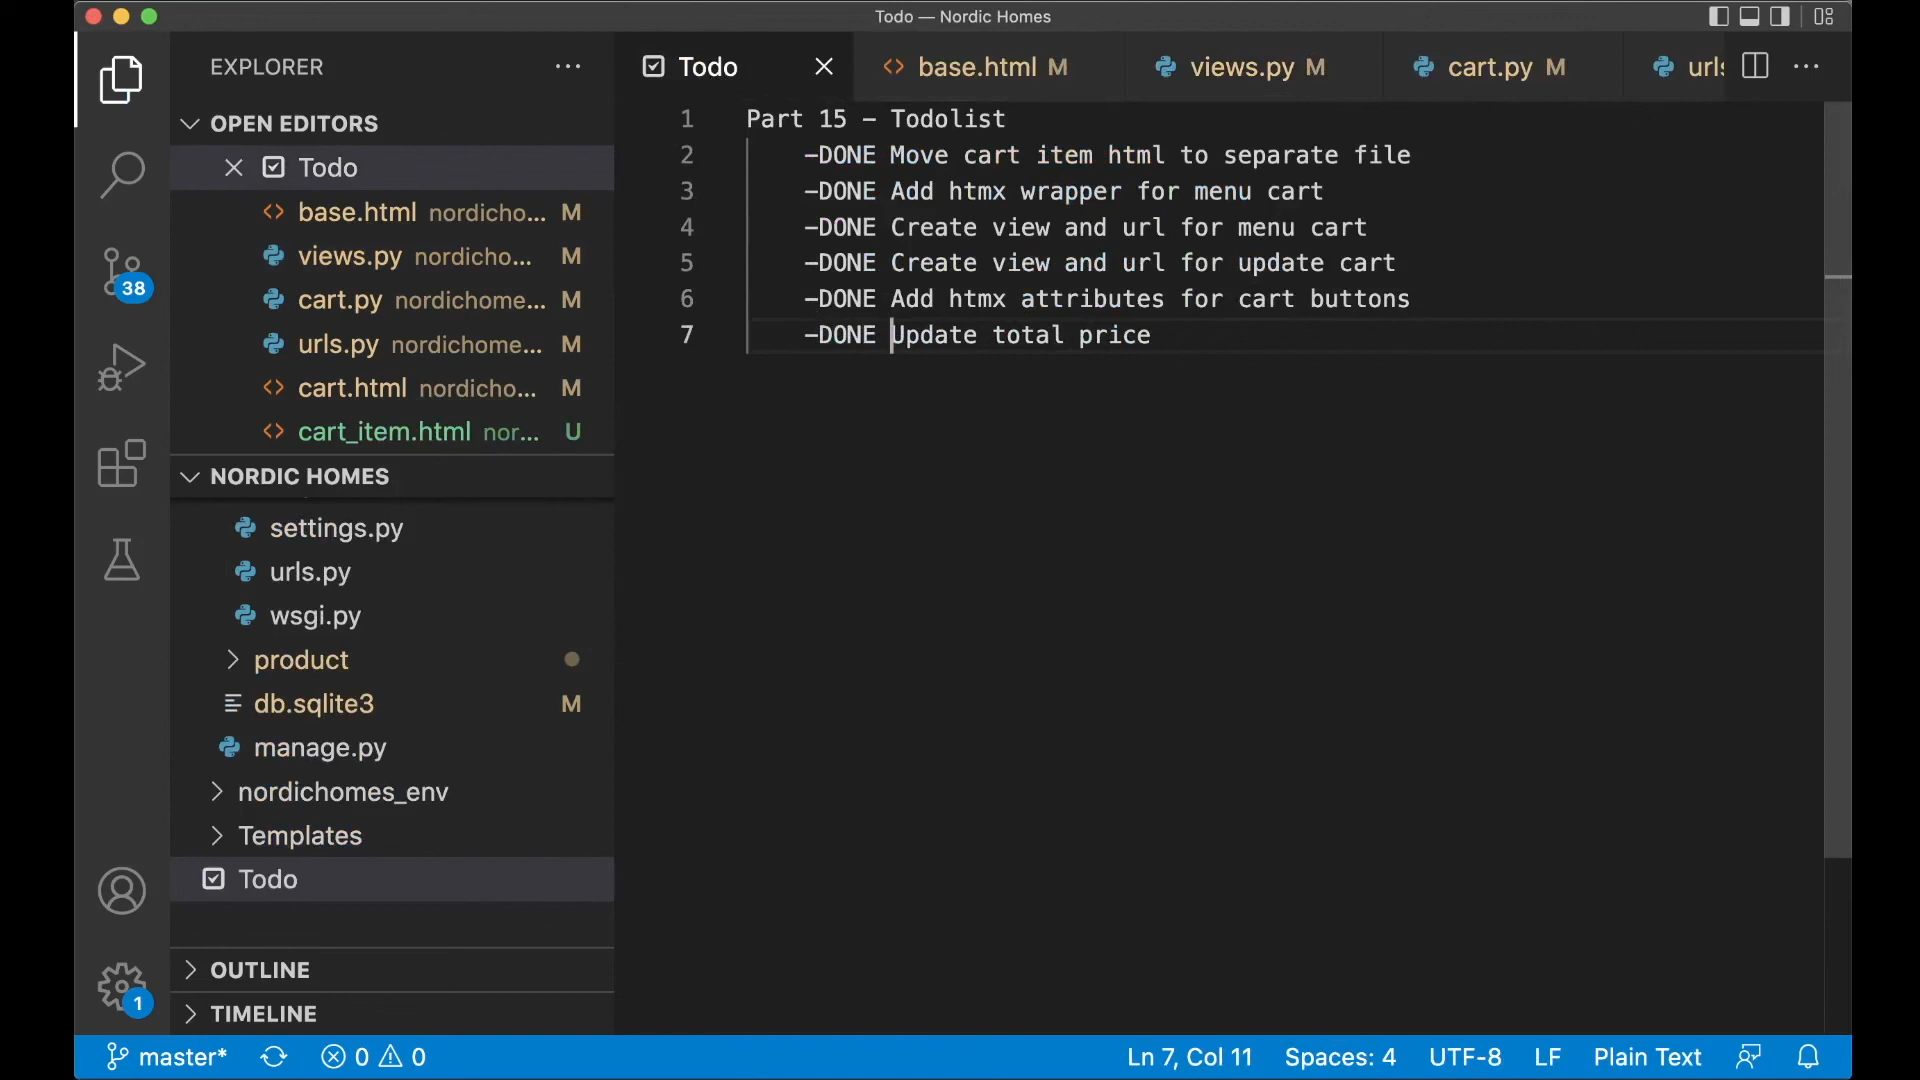 Todo — Nordic Homes
EXPLORER
OPEN EDITORS
Todo
base.html nordicho... M
views.py nordicho... M
cart.py nordichome... M
urls.py nordichome... M
cart.html nordicho... M
cart_item.html nor... U
NORDIC HOMES
settings.py
urls.py
wsgi.py
product
db.sqlite3 M
manage.py
nordichomes_env
Templates
Todo
OUTLINE
TIMELINE
38
1
Todo
base.html M
views.py M
cart.py M
urls
1 Part 15 - Todolist
2 -DONE Move cart item html to separate file
3 -DONE Add htmx wrapper for menu cart
4 -DONE Create view and url for menu cart
5 -DONE Create view and url for update cart
6 -DONE Add htmx attributes for cart buttons
7 -DONE Update total price
master* 0 0 Ln 7, Col 11 Spaces: 4 UTF-8 LF Plain Text